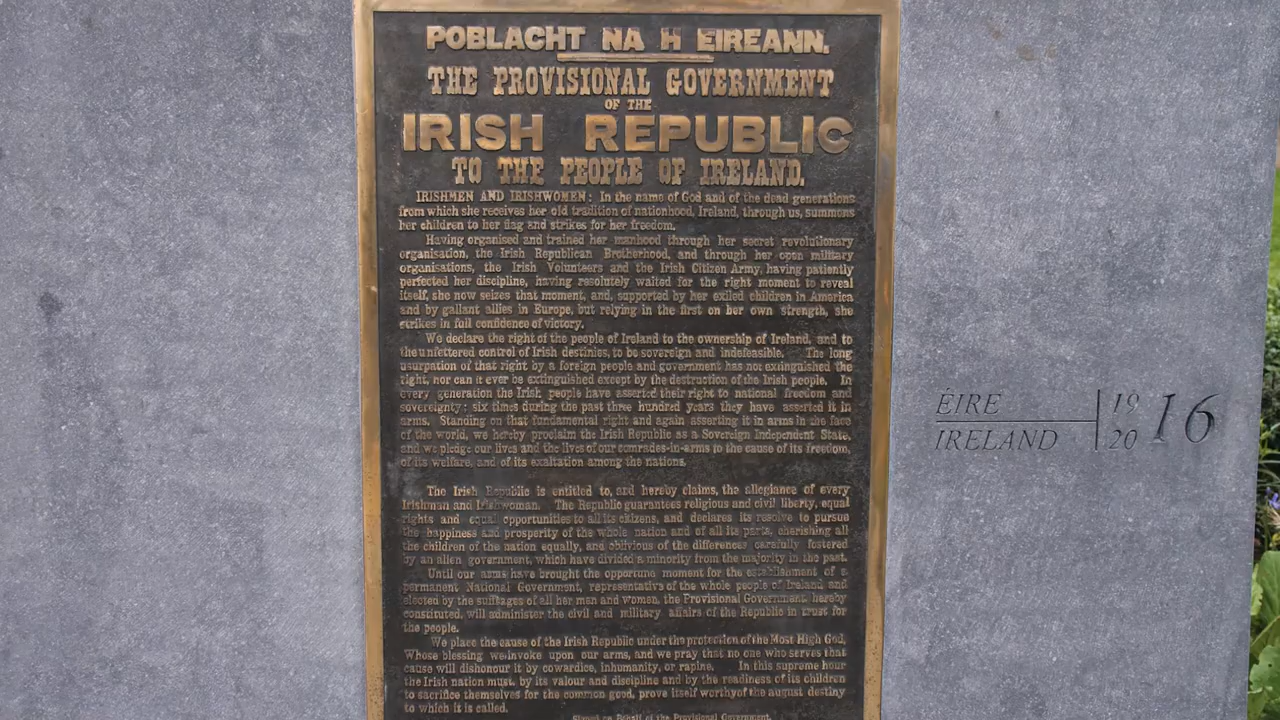 POBLACHT NA H EIREANN.
THE PROVISIONAL GOVERNMENT
OF THE
IRISH REPUBLIC
TO THE PEOPLE OF IRELAND.
IRISHMEN AND IRISHWOMEN: In the name of God and of the dead generations
from which she receives her old tradition of nationhood, Ireland, through us, summons
her children to her flag and strikes for her freedom.
Having organised and trained her manhood through her secret revolutionary
organisation, the Irish Republican Brotherhood, and through her open military
organisations, the Irish Volunteers and the Irish Citizen Army, having patiently
perfected her discipline, having resolutely waited for the right moment to reveal
itself, she now seizes that moment, and, supported by her exiled children in America
and by gallant allies in Europe, but relying in the first on her own strength, she
strikes in full confidence of victory.
We declare the right of the people of Ireland to the ownership of Ireland, and to
the unfettered control of Irish destinies, to be sovereign and indefeasible. The long
usurpation of that right by a foreign people and government has not extinguished the
right, nor can it ever be extinguished except by the destruction of the Irish people. In
every generation the Irish people have asserted their right to national freedom and
sovereignty; six times during the past three hundred years they have asserted it in
arms. Standing on that fundamental right and again asserting it in arms in the face
of the world, we hereby proclaim the Irish Republic as a Sovereign Independent State,
and we pledge our lives and the lives of our comrades-in-arms to the cause of its freedom,
of its welfare, and of its exaltation among the nations.
The Irish Republic is entitled to, and hereby claims, the allegiance of every
Irishman and Irishwoman. The Republic guarantees religious and civil liberty, equal
rights and equal opportunities to all its citizens, and declares its resolve to pursue
the happiness and prosperity of the whole nation and of all its parts, cherishing all
the children of the nation equally, and oblivious of the differences carefully fostered
by an alien government, which have divided a minority from the majority in the past.
Until our arms have brought the opportune moment for the establishment of a
permanent National Government, representative of the whole people of Ireland and
elected by the suffrages of all her men and women, the Provisional Government, hereby
constituted, will administer the civil and military affairs of the Republic in trust for
the people.
We place the cause of the Irish Republic under the protection of the Most High God,
Whose blessing we invoke upon our arms, and we pray that no one who serves that
cause will dishonour it by cowardice, inhumanity, or rapine. In this supreme hour
the Irish nation must, by its valour and discipline and by the readiness of its children
to sacrifice themselves for the common good, prove itself worthy of the august destiny
to which it is called.
Signed on Behalf of the Provisional Government.
ÉIRE
IRELAND
19
20
16